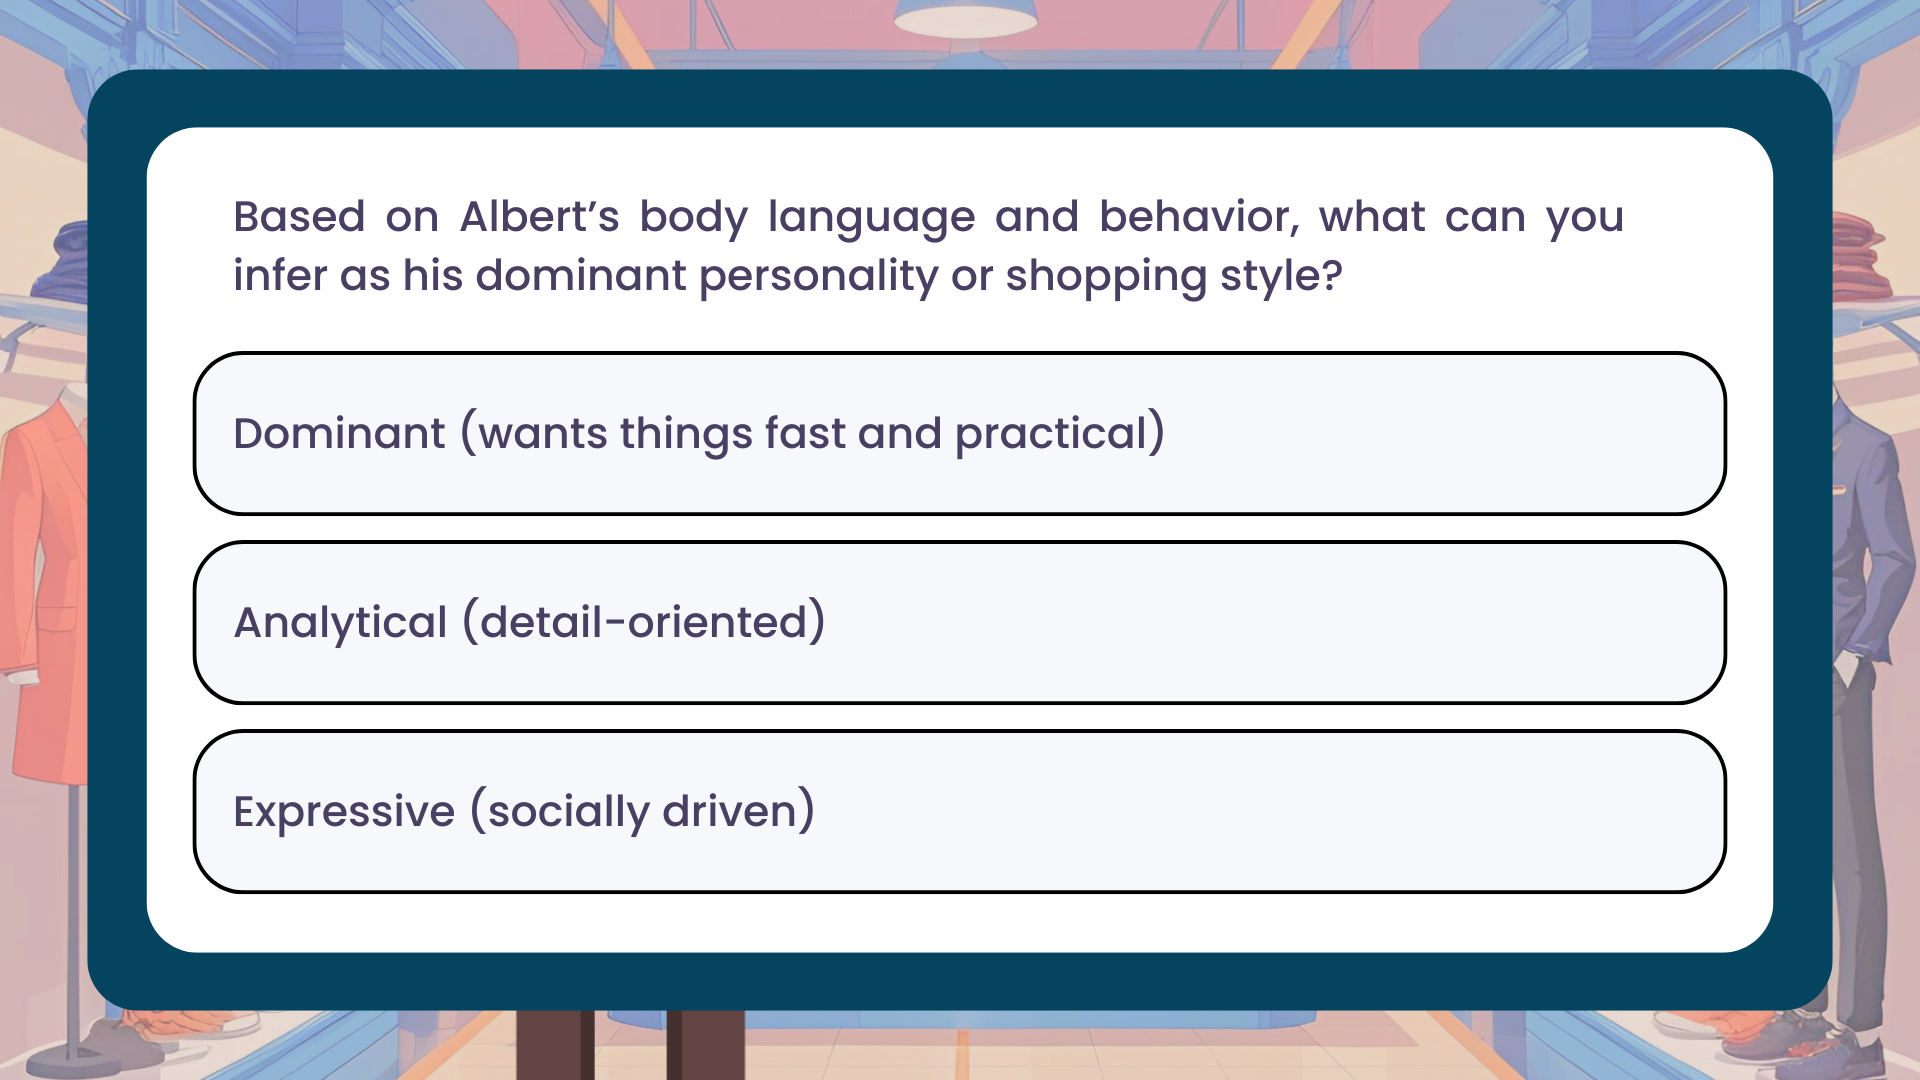 Based on Albert’s body language and behavior, what can you
infer as his dominant personality or shopping style?
Dominant (wants things fast and practical)
Analytical (detail-oriented)
Expressive (socially driven)